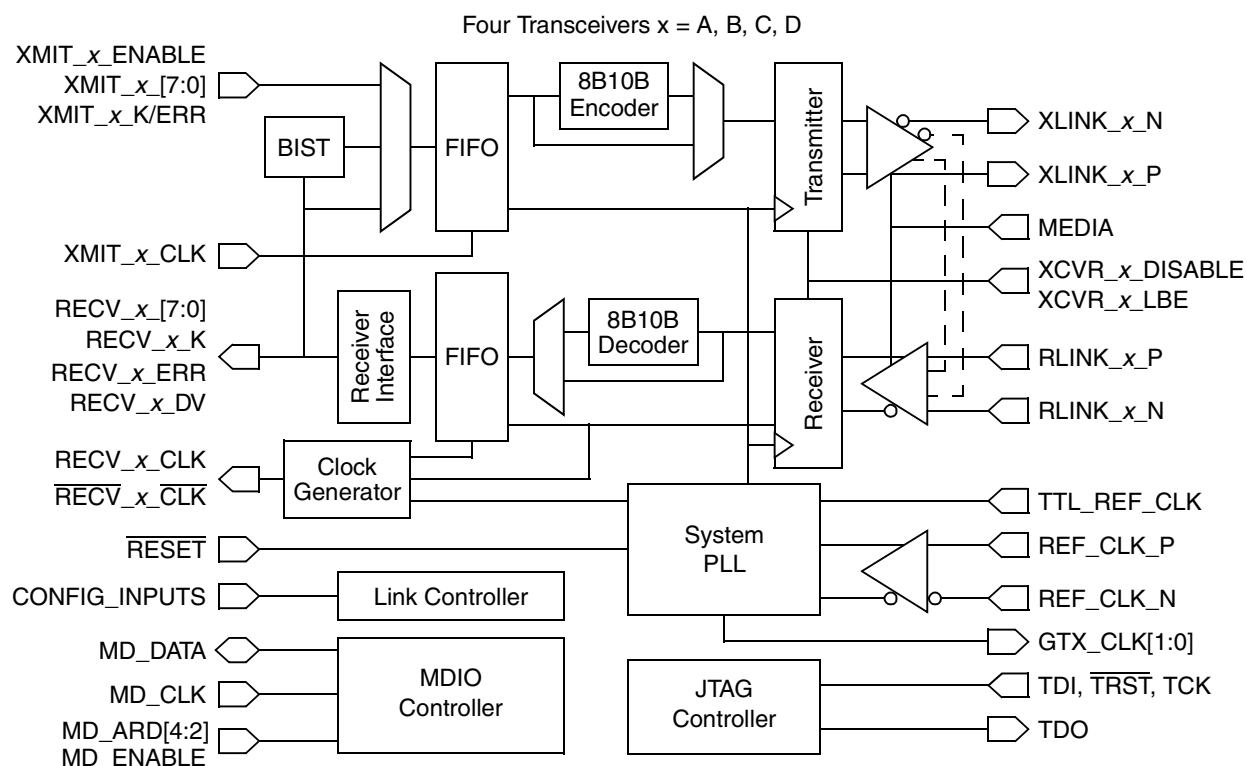 Four Transceivers x = A, B, C, D
XMIT_x_ENABLE
XMIT_x_[7:0]
XMIT_x_K/ERR
BIST
FIFO
8B10B
Encoder
Transmitter
XLINK_x_N
XLINK_x_P
MEDIA
XMIT_x_CLK
XCVR_x_DISABLE
XCVR_x_LBE
RECV_x_[7:0]
RECV_x_K
RECV_x_ERR
RECV_x_DV
Receiver
Interface
FIFO
8B10B
Decoder
Receiver
RLINK_x_P
RLINK_x_N
RECV_x_CLK
RECV_x_CLK
Clock
Generator
System
PLL
TTL_REF_CLK
RESET
REF_CLK_P
CONFIG_INPUTS
Link Controller
REF_CLK_N
GTX_CLK[1:0]
MD_DATA
MD_CLK
MD_ARD[4:2]
MD_ENABLE
MDIO
Controller
JTAG
Controller
TDI, TRST, TCK
TDO